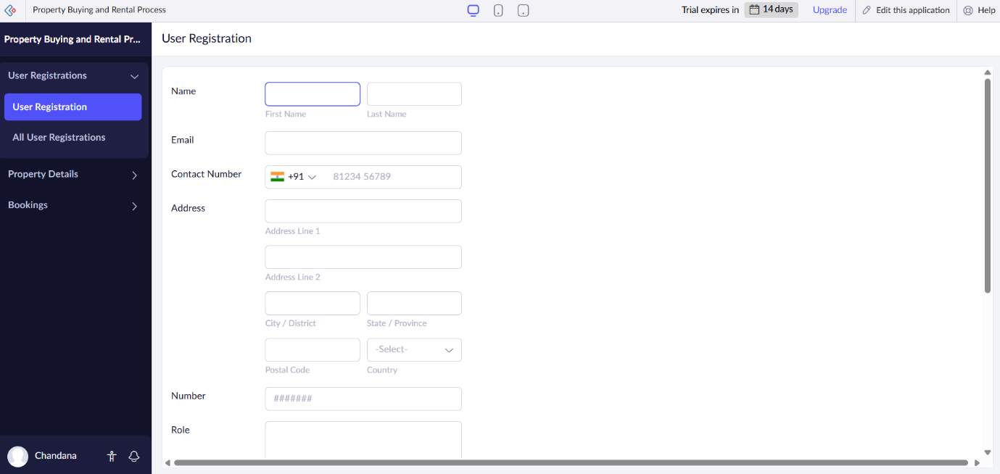 Property Buying and Rental Process
Trial expires in 14 days Upgrade Edit this application Help
Property Buying and Rental Pr...
User Registrations
User Registration
All User Registrations
Property Details
Bookings
Chandana
User Registration
Name
First Name Last Name
Email
Contact Number +91 81234 56789
Address
Address Line 1
Address Line 2
City / District State / Province
-Select-
Postal Code Country
Number #######
Role